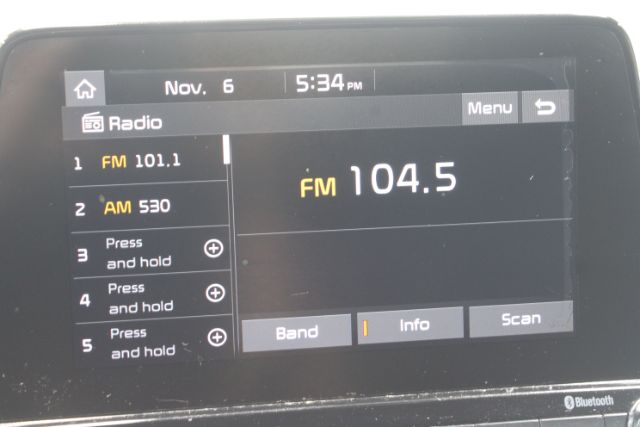 Nov. 6 5:34 PM
Radio Menu
1 FM 101.1
2 AM 530
3 Press
and hold
4 Press
and hold
5 Press
and hold
FM 104.5
Band Info Scan
Bluetooth